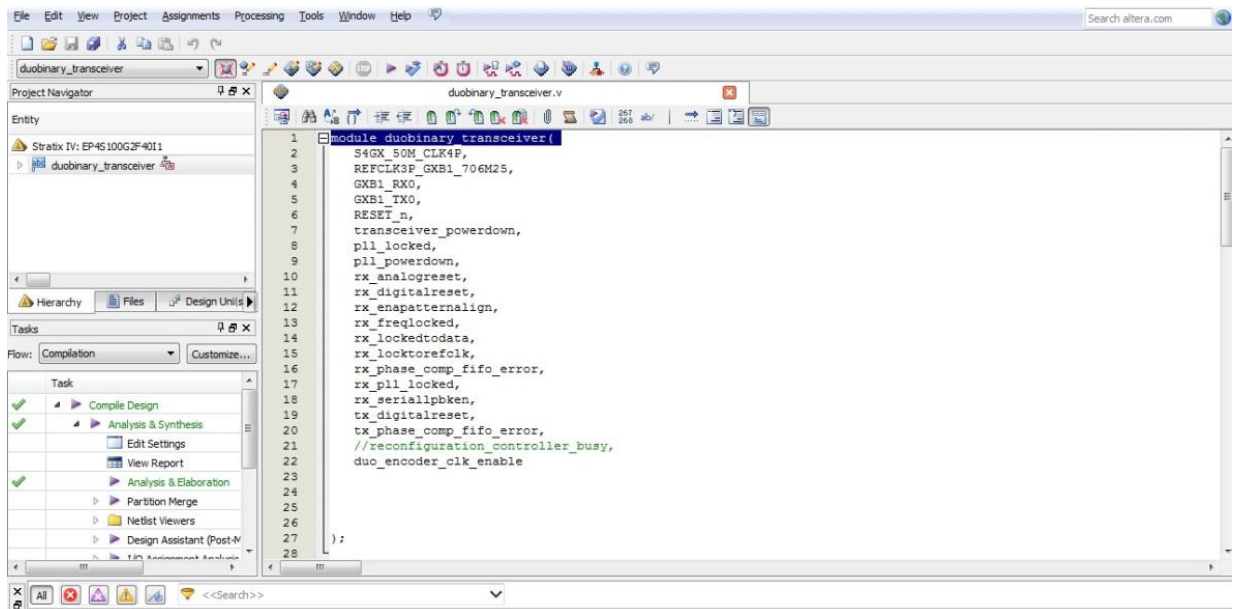 File Edit View Project Assignments Processing Tools Window Help
Search altera.com
duobinary_transceiver
Project Navigator
Entity
Stratix IV: EP4S100G2F40I1
duobinary_transceiver
Hierarchy Files Design Units
Tasks
Flow: Compilation Customize...
Task
Compile Design
Analysis & Synthesis
Edit Settings
View Report
Analysis & Elaboration
Partition Merge
Netlist Viewers
Design Assistant (Post-M
I/O Assignment Analysis
duobinary_transceiver.v
267
268 ab/
1 module duobinary_transceiver(
2 S4GX_50M_CLK4P,
3 REFCLK3P_GXB1_706M25,
4 GXB1_RX0,
5 GXB1_TX0,
6 RESET_n,
7 transceiver_powerdown,
8 pll_locked,
9 pll_powerdown,
10 rx_analogreset,
11 rx_digitalreset,
12 rx_enapatternalign,
13 rx_freqlocked,
14 rx_lockedtodata,
15 rx_locktorefclk,
16 rx_phase_comp_fifo_error,
17 rx_pll_locked,
18 rx_seriallpbken,
19 tx_digitalreset,
20 tx_phase_comp_fifo_error,
21 //reconfiguration_controller_busy,
22 duo_encoder_clk_enable
23
24
25
26
27 );
28
All <<Search>>